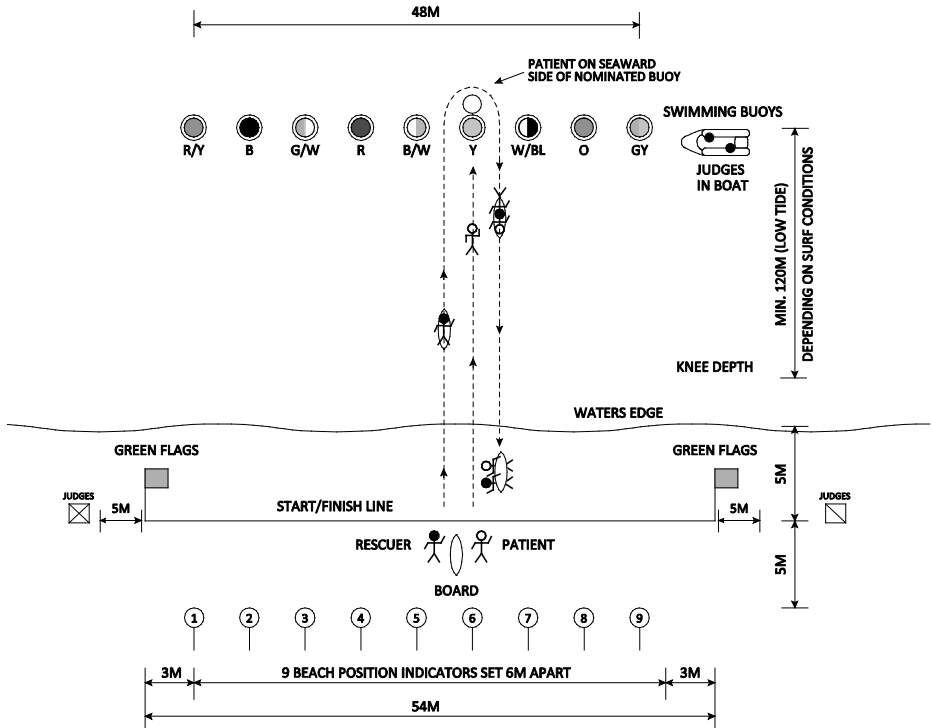 48M
PATIENT ON SEAWARD
SIDE OF NOMINATED BUOY
SWIMMING BUOYS
R/Y B G/W R B/W Y W/BL O GY
JUDGES
IN BOAT
MIN. 120M (LOW TIDE)
DEPENDING ON SURF CONDITIONS
KNEE DEPTH
WATERS EDGE
GREEN FLAGS
GREEN FLAGS
5M
JUDGES
5M
START/FINISH LINE
5M
JUDGES
RESCUER
PATIENT
5M
BOARD
1 2 3 4 5 6 7 8 9
3M
9 BEACH POSITION INDICATORS SET 6M APART
3M
54M